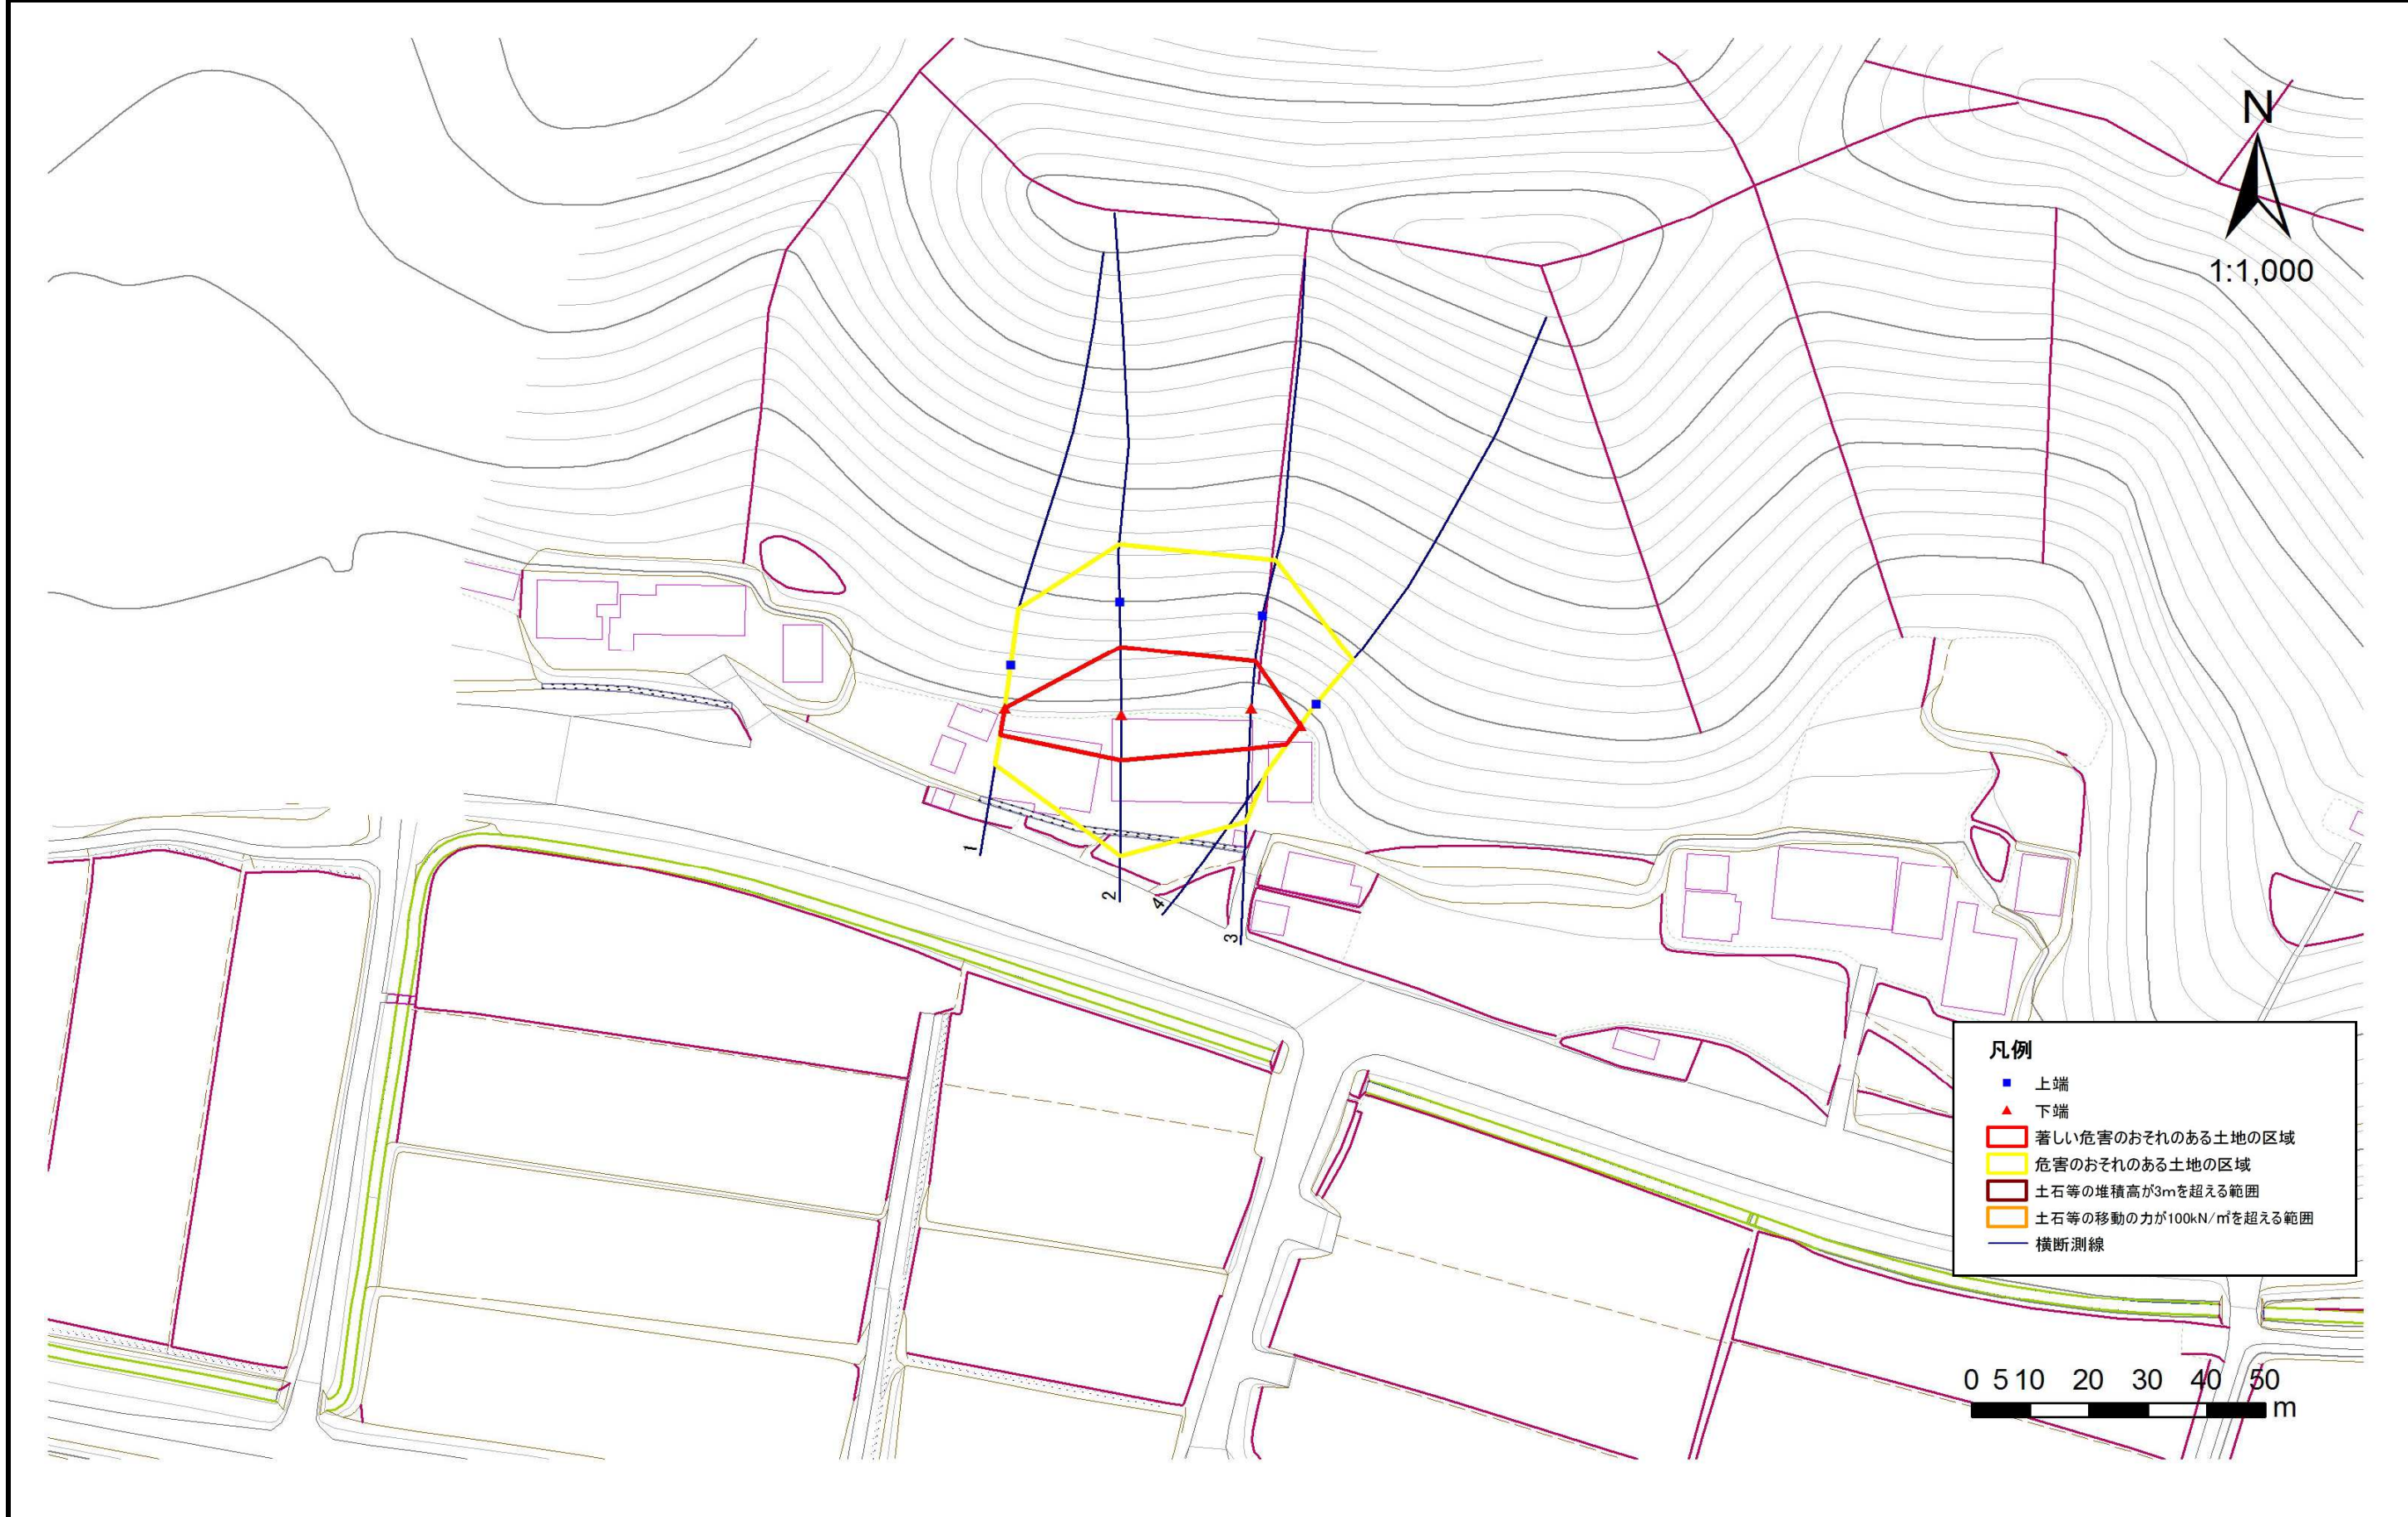 N
1:1,000
1
2
4
3
凡例
上端
下端
著しい危害のおそれのある土地の区域
危害のおそれのある土地の区域
土石等の堆積高が3mを超える範囲
土石等の移動の力が100kN/㎡を超える範囲
横断測線
0 5 10 20 30 40 50
m